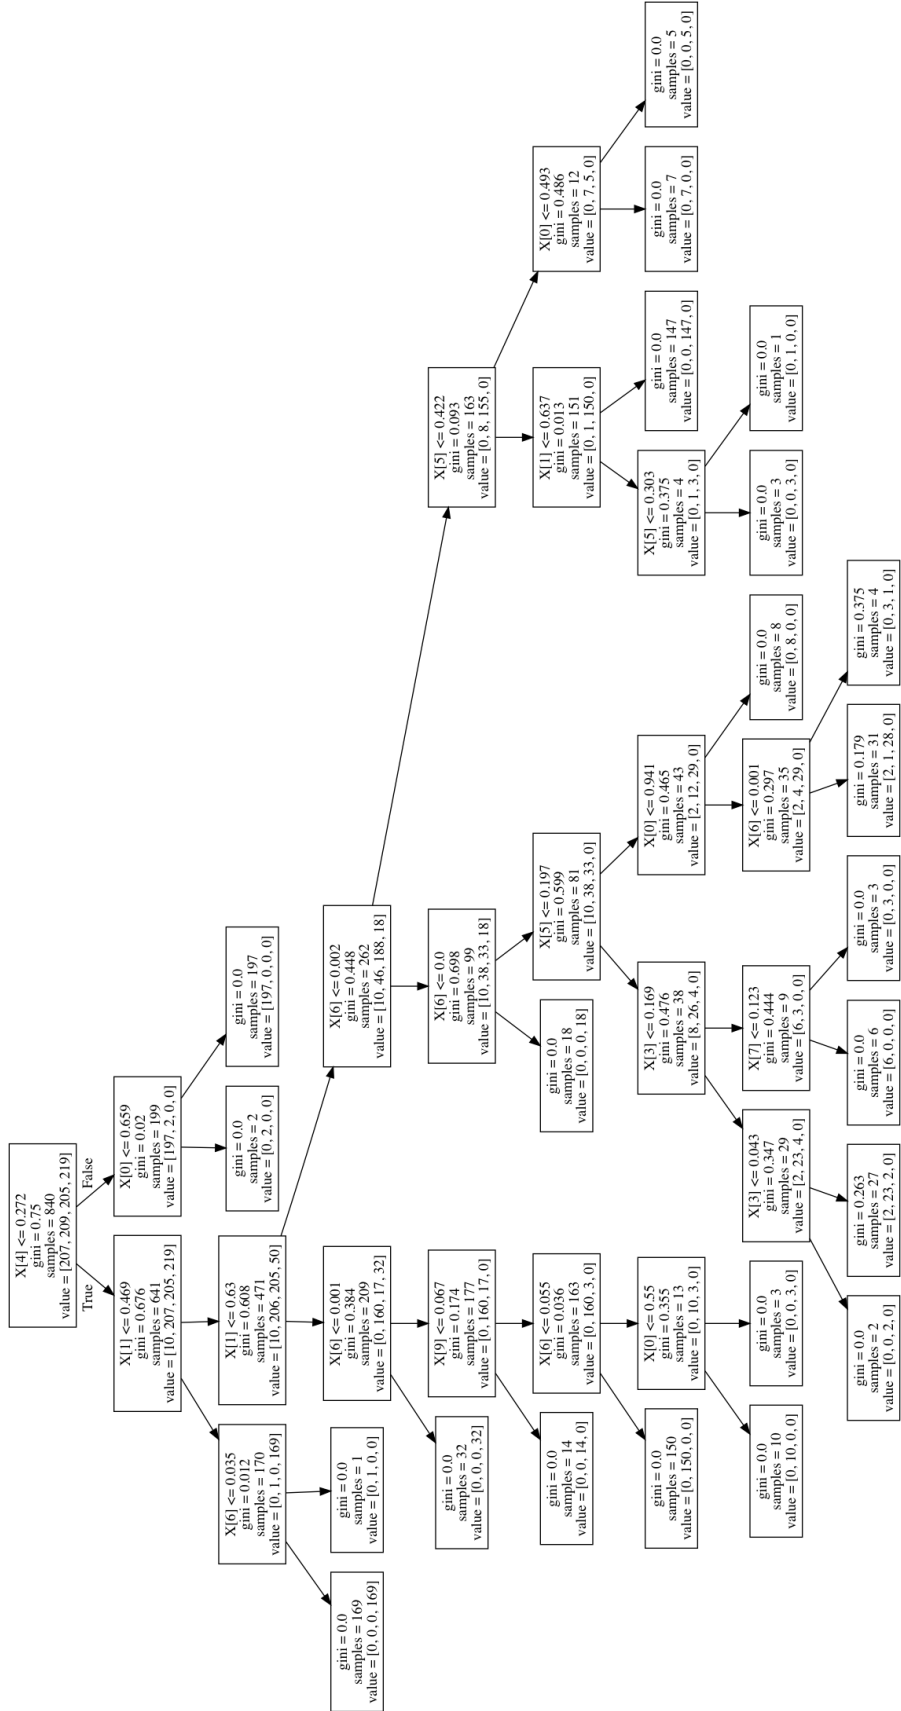 X[4] <= 0.272
gini = 0.75
samples = 840
value = [207, 209, 205, 219]
True
False
X[1] <= 0.469
gini = 0.676
samples = 641
value = [10, 207, 205, 219]
X[0] <= 0.659
gini = 0.02
samples = 199
value = [197, 2, 0, 0]
X[6] <= 0.035
gini = 0.012
samples = 170
value = [0, 1, 0, 169]
X[1] <= 0.63
gini = 0.608
samples = 471
value = [10, 206, 205, 50]
gini = 0.0
samples = 2
value = [0, 2, 0, 0]
gini = 0.0
samples = 197
value = [197, 0, 0, 0]
gini = 0.0
samples = 169
value = [0, 0, 0, 169]
gini = 0.0
samples = 1
value = [0, 1, 0, 0]
X[6] <= 0.001
gini = 0.384
samples = 209
value = [0, 160, 17, 32]
X[6] <= 0.002
gini = 0.448
samples = 262
value = [10, 46, 188, 18]
gini = 0.0
samples = 32
value = [0, 0, 0, 32]
X[9] <= 0.067
gini = 0.174
samples = 177
value = [0, 160, 17, 0]
X[6] <= 0.0
gini = 0.698
samples = 99
value = [10, 38, 33, 18]
X[5] <= 0.422
gini = 0.093
samples = 163
value = [0, 8, 155, 0]
gini = 0.0
samples = 14
value = [0, 0, 14, 0]
X[6] <= 0.055
gini = 0.036
samples = 163
value = [0, 160, 3, 0]
gini = 0.0
samples = 18
value = [0, 0, 0, 18]
X[5] <= 0.197
gini = 0.599
samples = 81
value = [10, 38, 33, 0]
X[1] <= 0.637
gini = 0.013
samples = 151
value = [0, 1, 150, 0]
X[0] <= 0.493
gini = 0.486
samples = 12
value = [0, 7, 5, 0]
gini = 0.0
samples = 150
value = [0, 150, 0, 0]
X[0] <= 0.55
gini = 0.355
samples = 13
value = [0, 10, 3, 0]
X[3] <= 0.169
gini = 0.476
samples = 38
value = [8, 26, 4, 0]
X[0] <= 0.941
gini = 0.465
samples = 43
value = [2, 12, 29, 0]
X[5] <= 0.303
gini = 0.375
samples = 4
value = [0, 1, 3, 0]
gini = 0.0
samples = 147
value = [0, 0, 147, 0]
gini = 0.0
samples = 7
value = [0, 7, 0, 0]
gini = 0.0
samples = 5
value = [0, 0, 5, 0]
gini = 0.0
samples = 10
value = [0, 10, 0, 0]
gini = 0.0
samples = 3
value = [0, 0, 3, 0]
X[3] <= 0.043
gini = 0.347
samples = 29
value = [2, 23, 4, 0]
X[7] <= 0.123
gini = 0.444
samples = 9
value = [6, 3, 0, 0]
X[6] <= 0.001
gini = 0.297
samples = 35
value = [2, 4, 29, 0]
gini = 0.0
samples = 8
value = [0, 8, 0, 0]
gini = 0.0
samples = 3
value = [0, 0, 3, 0]
gini = 0.0
samples = 1
value = [0, 1, 0, 0]
gini = 0.0
samples = 2
value = [0, 0, 2, 0]
gini = 0.263
samples = 27
value = [2, 23, 2, 0]
gini = 0.0
samples = 6
value = [6, 0, 0, 0]
gini = 0.0
samples = 3
value = [0, 3, 0, 0]
gini = 0.179
samples = 31
value = [2, 1, 28, 0]
gini = 0.375
samples = 4
value = [0, 3, 1, 0]